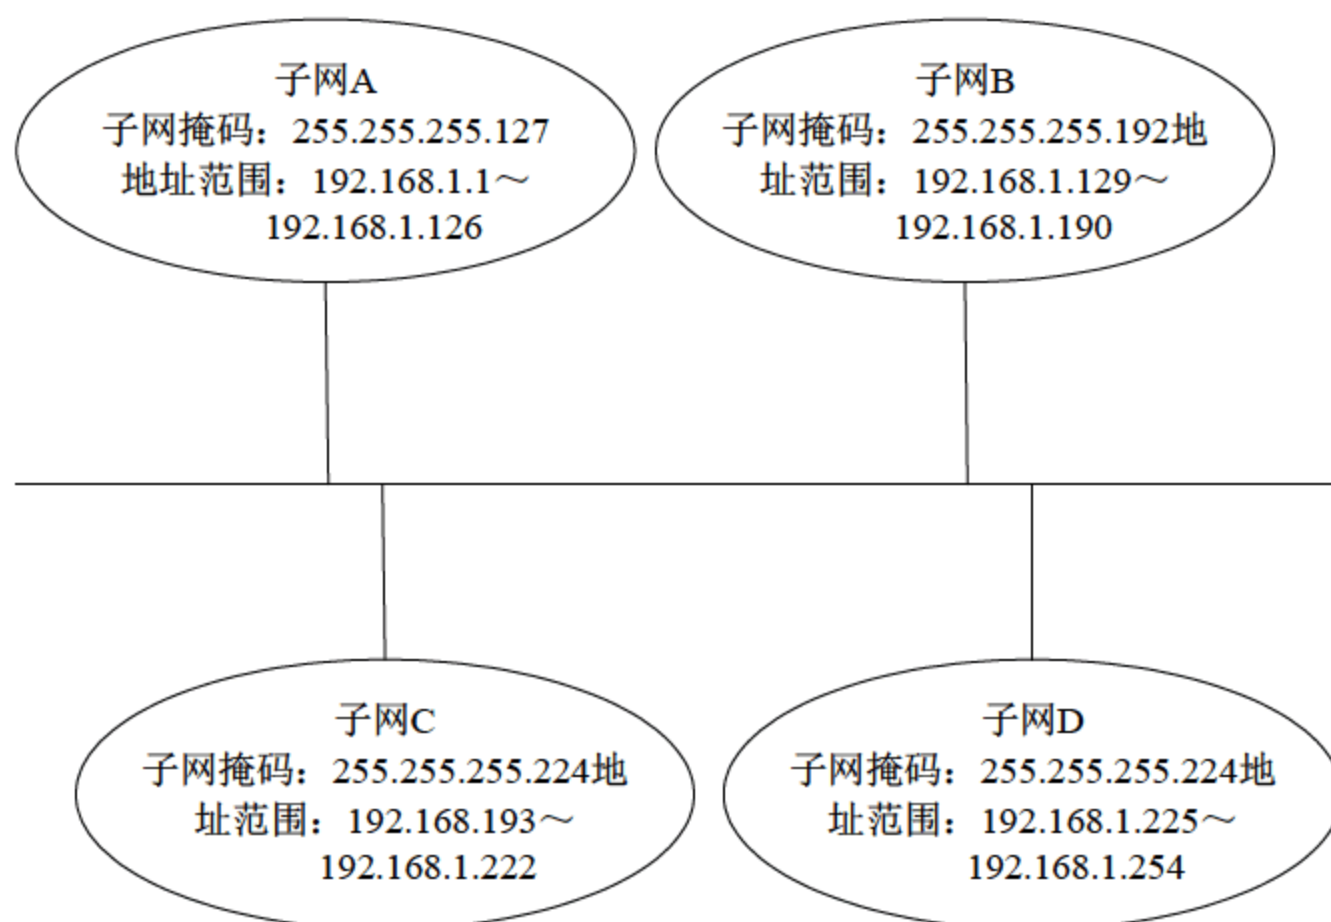 子网A
子网掩码：255.255.255.127
地址范围：192.168.1.1～
192.168.1.126
子网B
子网掩码：255.255.255.192地
址范围：192.168.1.129～
192.168.1.190
子网C
子网掩码：255.255.255.224地
址范围：192.168.193～
192.168.1.222
子网D
子网掩码：255.255.255.224地
址范围：192.168.1.225～
192.168.1.254